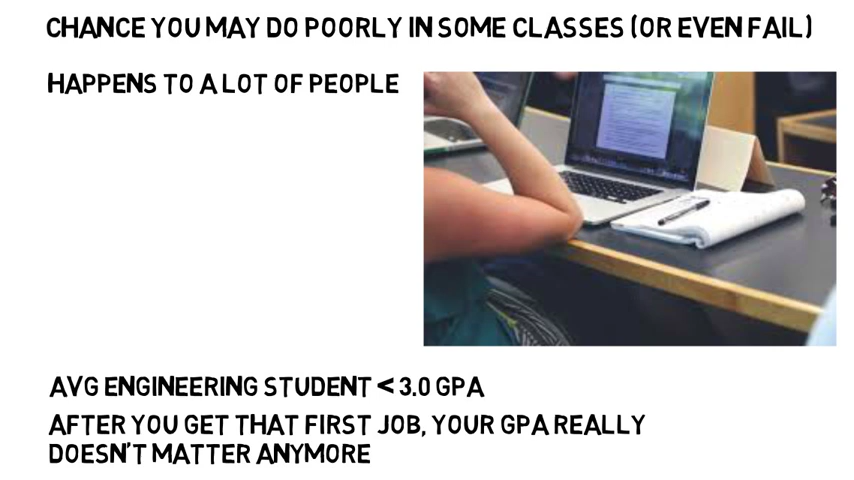 CHANCE YOU MAY DO POORLY IN SOME CLASSES (OR EVEN FAIL)
HAPPENS TO A LOT OF PEOPLE
AVG ENGINEERING STUDENT < 3.0 GPA
AFTER YOU GET THAT FIRST JOB, YOUR GPA REALLY
DOESN'T MATTER ANYMORE